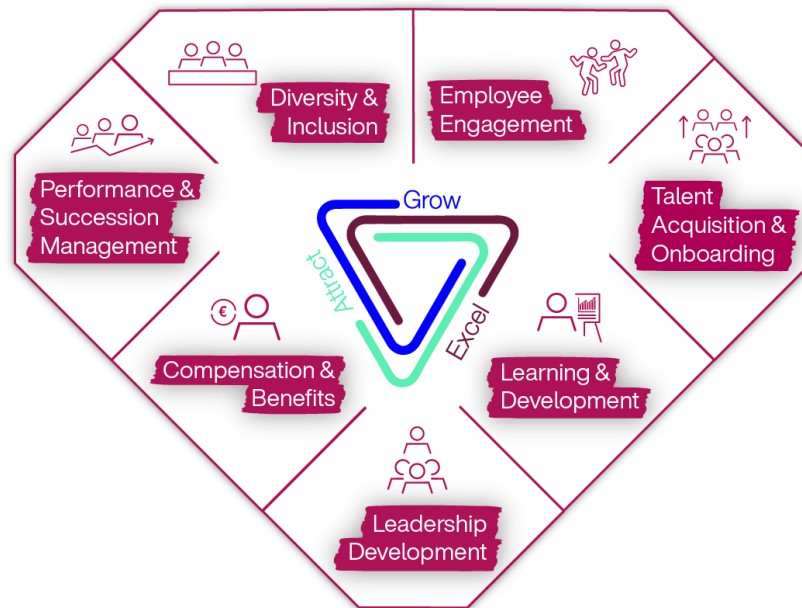 Diversity &
Inclusion
Employee
Engagement
Performance &
Succession
Management
Talent
Acquisition &
Onboarding
Grow
Attract
Excel
€
Compensation &
Benefits
Learning &
Development
Leadership
Development